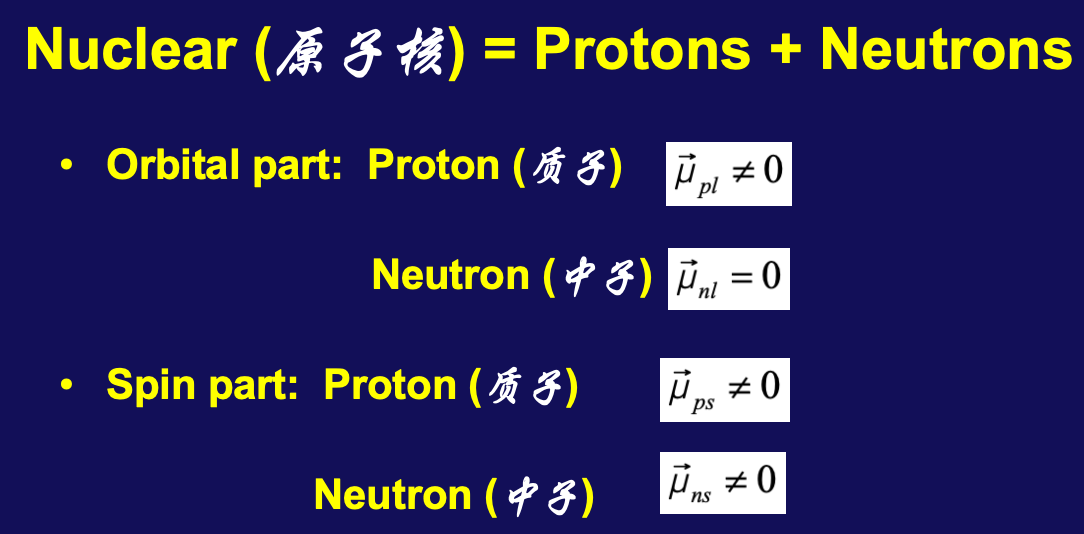 Nuclear (原子核) = Protons + Neutrons
• Orbital part: Proton (质子) $\vec{\mu}_{pl} \neq 0$
Neutron (中子) $\vec{\mu}_{nl} = 0$
• Spin part: Proton (质子) $\vec{\mu}_{ps} \neq 0$
Neutron (中子) $\vec{\mu}_{ns} \neq 0$